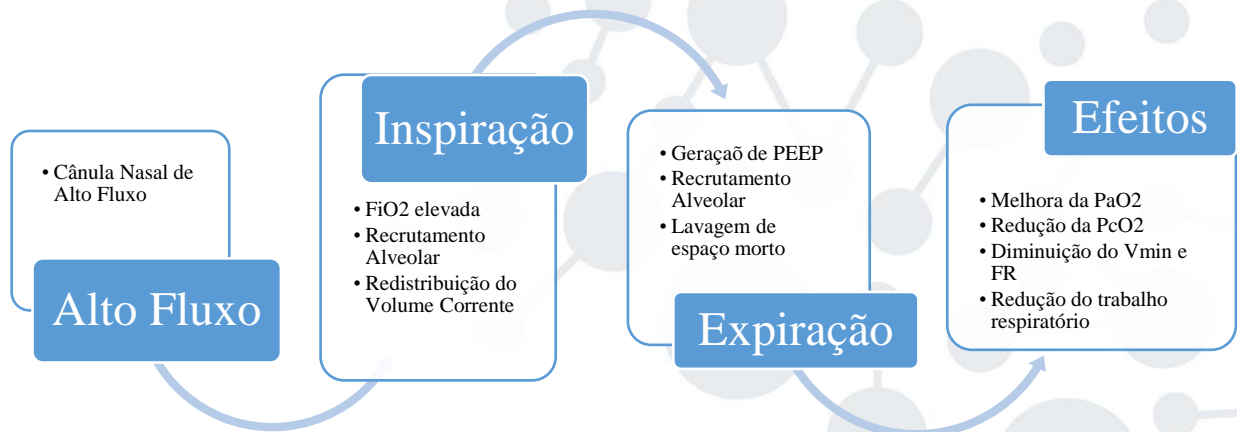 • Cânula Nasal de
Alto Fluxo
Alto Fluxo
Inspiração
• FiO2 elevada
• Recrutamento
Alveolar
• Redistribuição do
Volume Corrente
• Geraçaõ de PEEP
• Recrutamento
Alveolar
• Lavagem de
espaço morto
Expiração
Efeitos
• Melhora da PaO2
• Redução da PcO2
• Diminuição do Vmin e
FR
• Redução do trabalho
respiratório